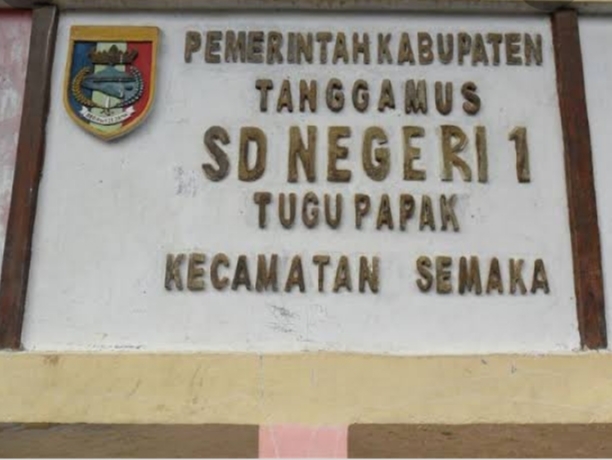 PEMERINTAH KABUPATEN
TANGGAMUS
SD NEGERI 1
TUGU PAPAK
KECAMATAN SEMAKA